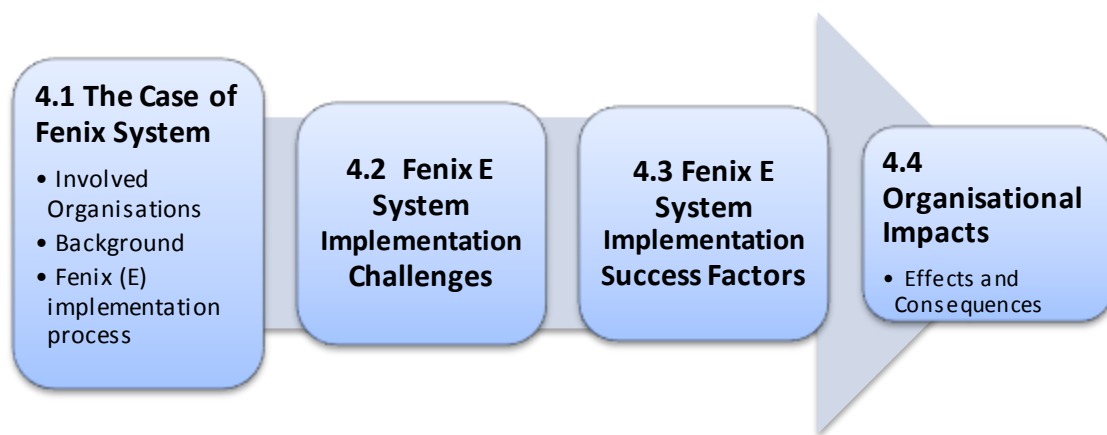 4.1 The Case of
Fenix System
• Involved
Organisations
• Background
• Fenix (E)
implementation
process
4.2 Fenix E
System
Implementation
Challenges
4.3 Fenix E
System
Implementation
Success Factors
4.4
Organisational
Impacts
• Effects and
Consequences